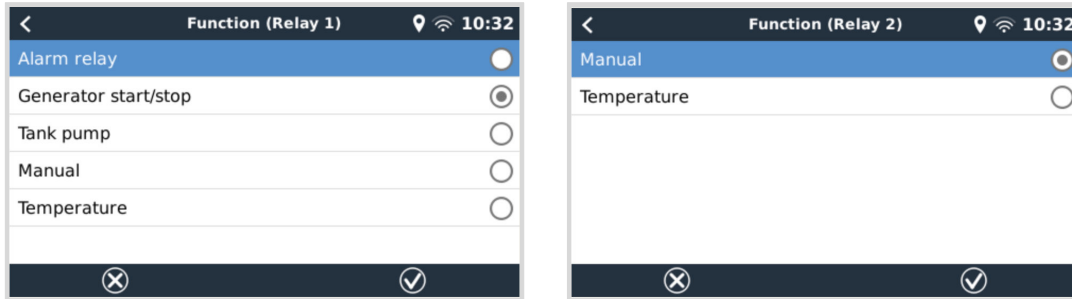 Function (Relay 1) 10:32
Alarm relay
Generator start/stop
Tank pump
Manual
Temperature
Function (Relay 2) 10:32
Manual
Temperature